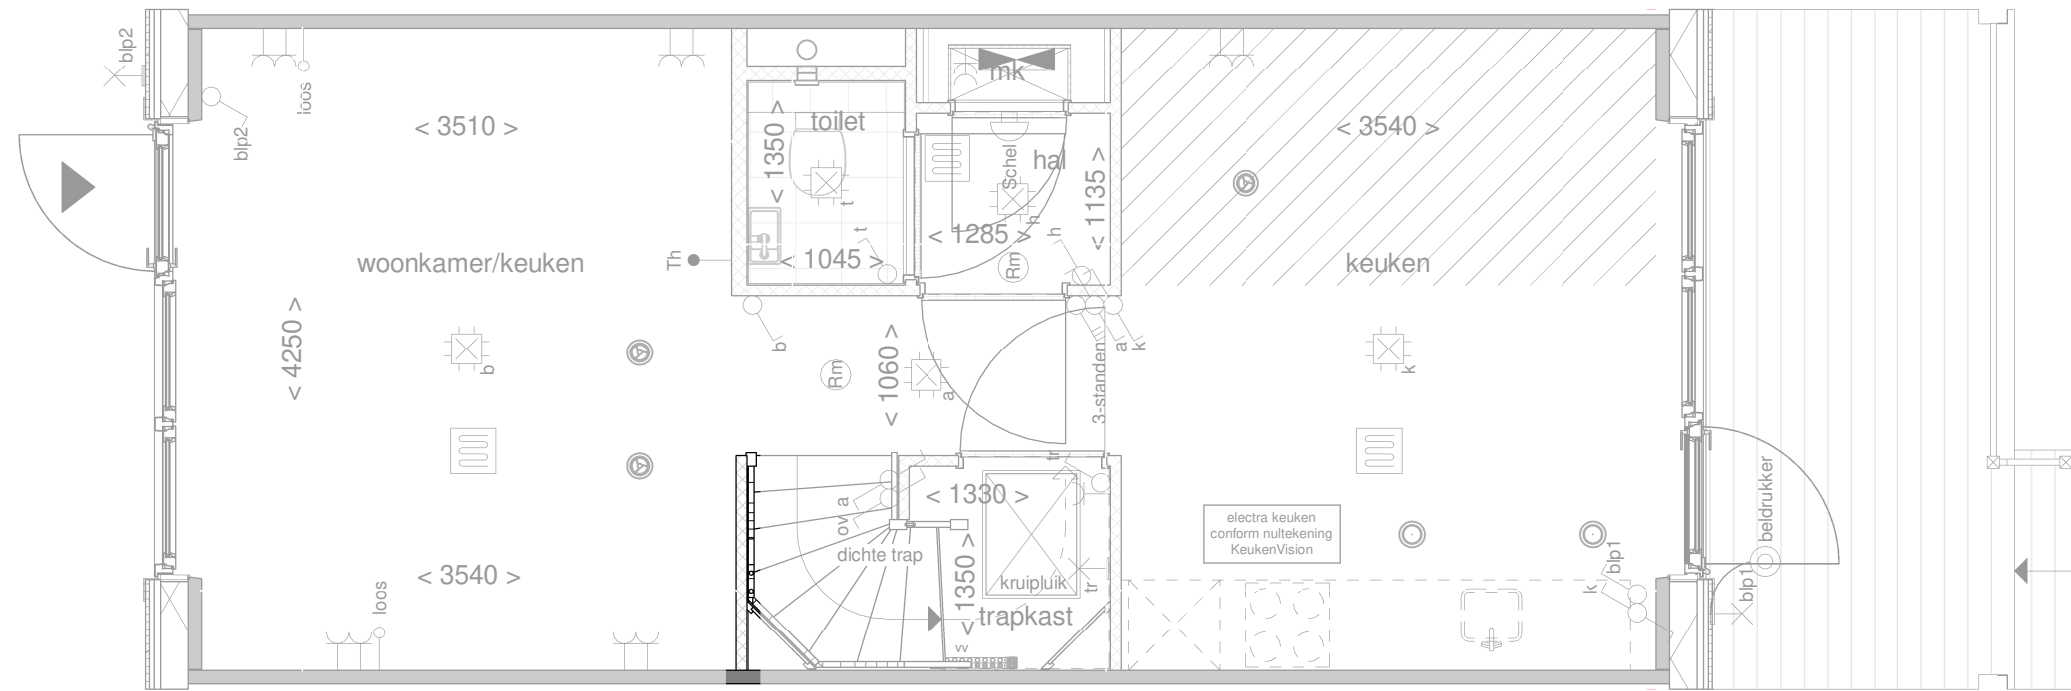 blp2
loos
blp2
< 3510 >
woonkamer/keuken
< 4250 >
b
< 3540 >
loos
Th
toilet
< 1350 >
t
t
< 1045 >
b
mk
hal
Schel
h
< 1135 >
< 1285 >
h
Rm
Rm
< 1060 >
a
3-standen
a
k
tr
< 1330 >
a
ov
dichte trap
< 1350 >
kruipluik
tr
trapkast
vv
< 3540 >
keuken
k
electra keuken
conform nultekening
KeukenVision
blp1
k
beldrukker
blp1